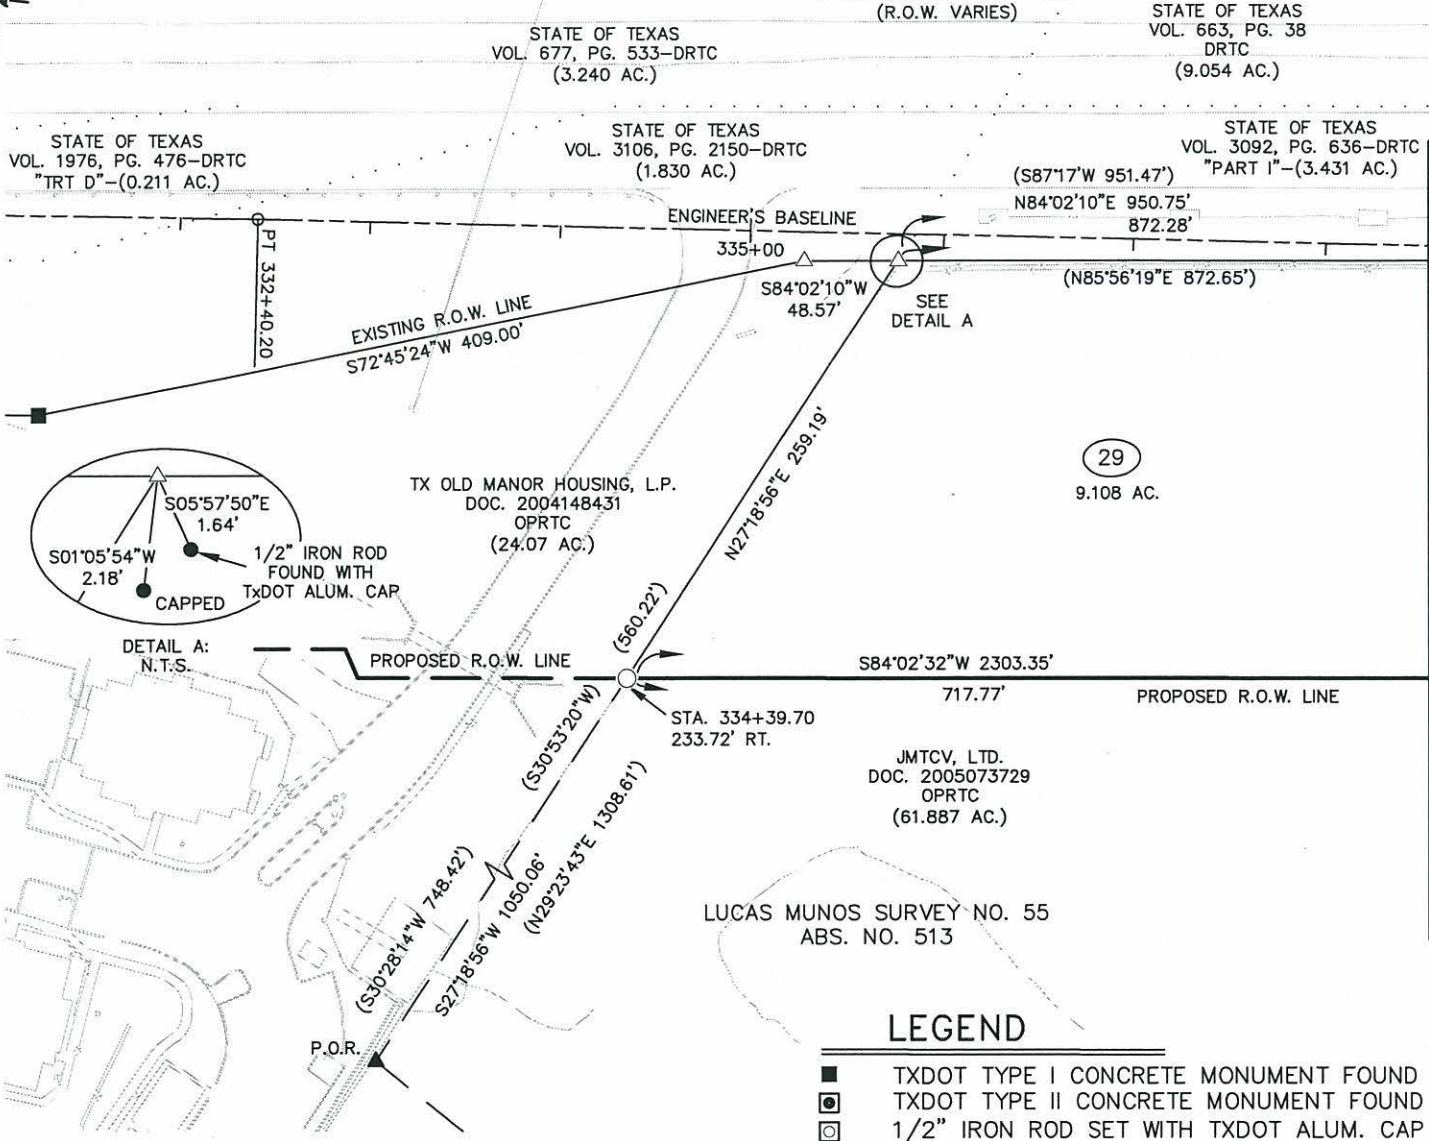 (R.O.W. VARIES)
STATE OF TEXAS
VOL. 677, PG. 533-DRTC
(3.240 AC.)
STATE OF TEXAS
VOL. 663, PG. 38
DRTC
(9.054 AC.)
STATE OF TEXAS
VOL. 1976, PG. 476-DRTC
"TRT D"-(0.211 AC.)
STATE OF TEXAS
VOL. 3106, PG. 2150-DRTC
(1.830 AC.)
STATE OF TEXAS
VOL. 3092, PG. 636-DRTC
"PART I"-(3.431 AC.)
(S87°17'W 951.47')
N84°02'10"E 950.75'
872.28'
ENGINEER'S BASELINE
335+00
PT 332+40.20
S84°02'10"W
48.57'
(N85°56'19"E 872.65')
SEE
DETAIL A
EXISTING R.O.W. LINE
S72°45'24"W 409.00'
N27°18'56"E 259.19'
29
9.108 AC.
TX OLD MANOR HOUSING, L.P.
DOC. 2004148431
OPRTC
(24.07 AC.)
S05°57'50"E
1.64'
S01°05'54"W
2.18'
1/2" IRON ROD
FOUND WITH
TxDOT ALUM. CAP
CAPPED
DETAIL A:
N.T.S.
(560.22')
PROPOSED R.O.W. LINE
S84°02'32"W 2303.35'
717.77'
PROPOSED R.O.W. LINE
(S30°53'20"W)
STA. 334+39.70
233.72' RT.
JMTCV, LTD.
DOC. 2005073729
OPRTC
(61.887 AC.)
(S30°28'14"W 748.42')
S27°18'56"W 1050.06'
(N29°23'43"E 1308.61')
LUCAS MUNOS SURVEY NO. 55
ABS. NO. 513
P.O.R.
LEGEND
TXDOT TYPE I CONCRETE MONUMENT FOUND
TXDOT TYPE II CONCRETE MONUMENT FOUND
1/2" IRON ROD SET WITH TXDOT ALUM. CAP